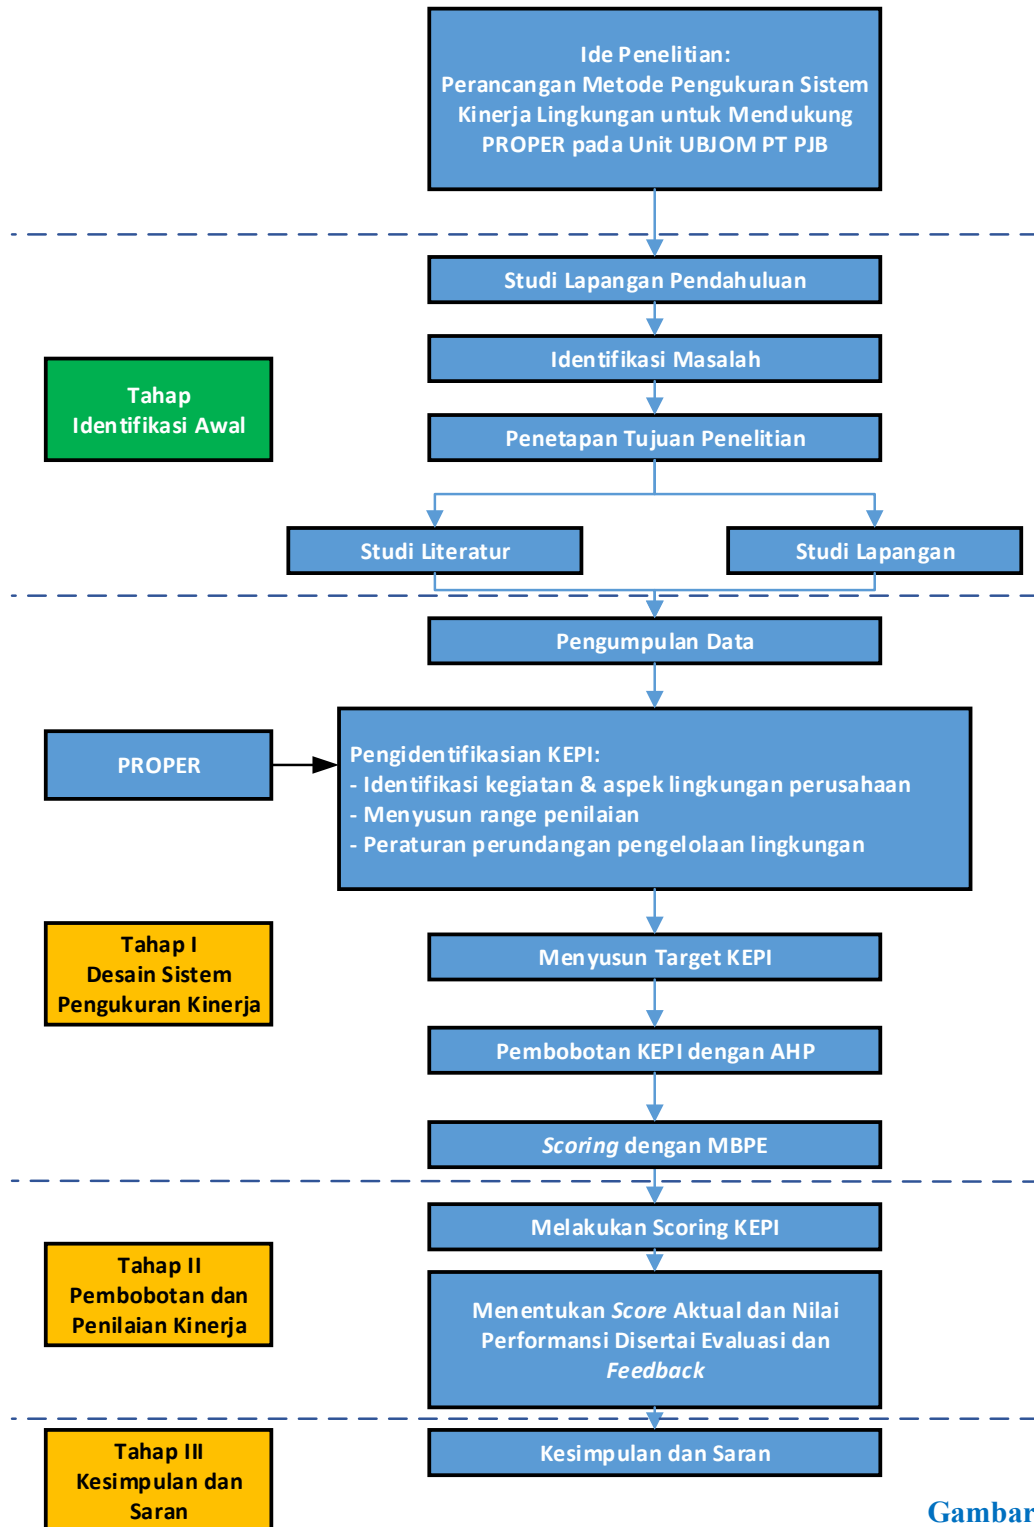 Ide Penelitian:
Perancangan Metode Pengukuran Sistem
Kinerja Lingkungan untuk Mendukung
PROPER pada Unit UBJOM PT PJB
Studi Lapangan Pendahuluan
Identifikasi Masalah
Tahap
Identifikasi Awal
Penetapan Tujuan Penelitian
Studi Literatur
Studi Lapangan
Pengumpulan Data
PROPER
Pengidentifikasian KEPI:
- Identifikasi kegiatan & aspek lingkungan perusahaan
- Menyusun range penilaian
- Peraturan perundangan pengelolaan lingkungan
Tahap I
Desain Sistem
Pengukuran Kinerja
Menyusun Target KEPI
Pembobotan KEPI dengan AHP
Scoring dengan MBPE
Melakukan Scoring KEPI
Tahap II
Pembobotan dan
Penilaian Kinerja
Menentukan Score Aktual dan Nilai
Performansi Disertai Evaluasi dan
Feedback
Tahap III
Kesimpulan dan
Saran
Kesimpulan dan Saran
Gambar